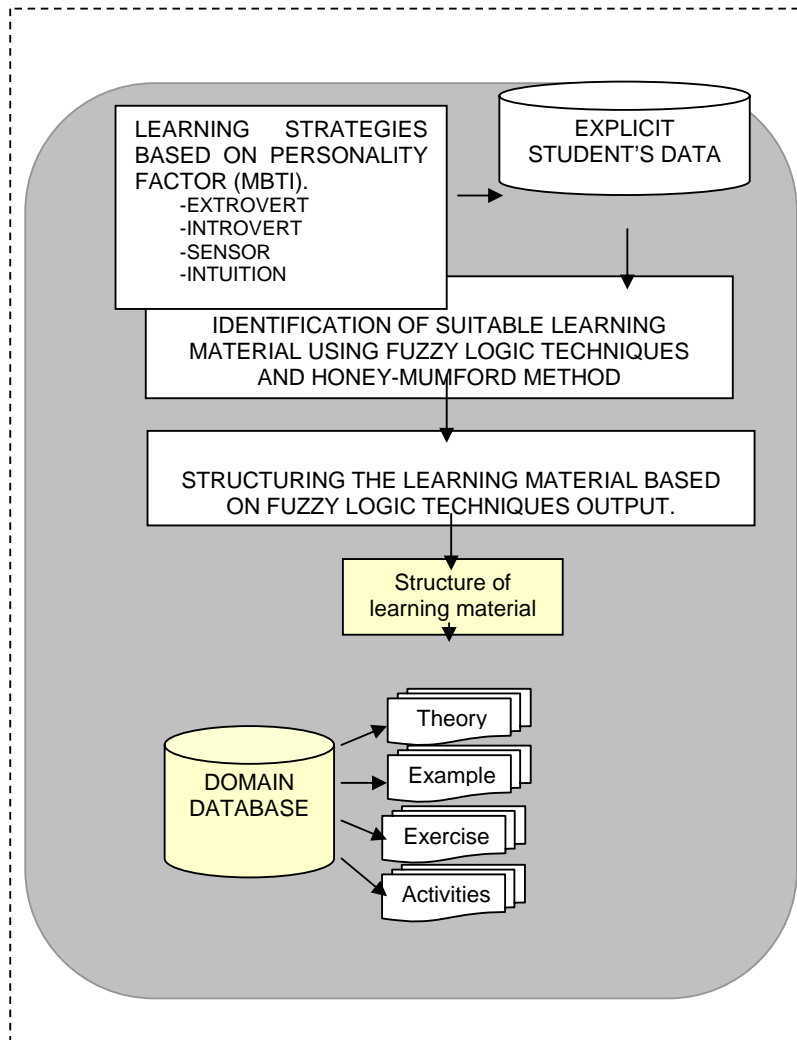 LEARNING STRATEGIES
BASED ON PERSONALITY
FACTOR (MBTI).
-EXTROVERT
-INTROVERT
-SENSOR
-INTUITION
EXPLICIT
STUDENT'S DATA
IDENTIFICATION OF SUITABLE LEARNING
MATERIAL USING FUZZY LOGIC TECHNIQUES
AND HONEY-MUMFORD METHOD
STRUCTURING THE LEARNING MATERIAL BASED
ON FUZZY LOGIC TECHNIQUES OUTPUT.
Structure of
learning material
DOMAIN
DATABASE
Theory
Example
Exercise
Activities